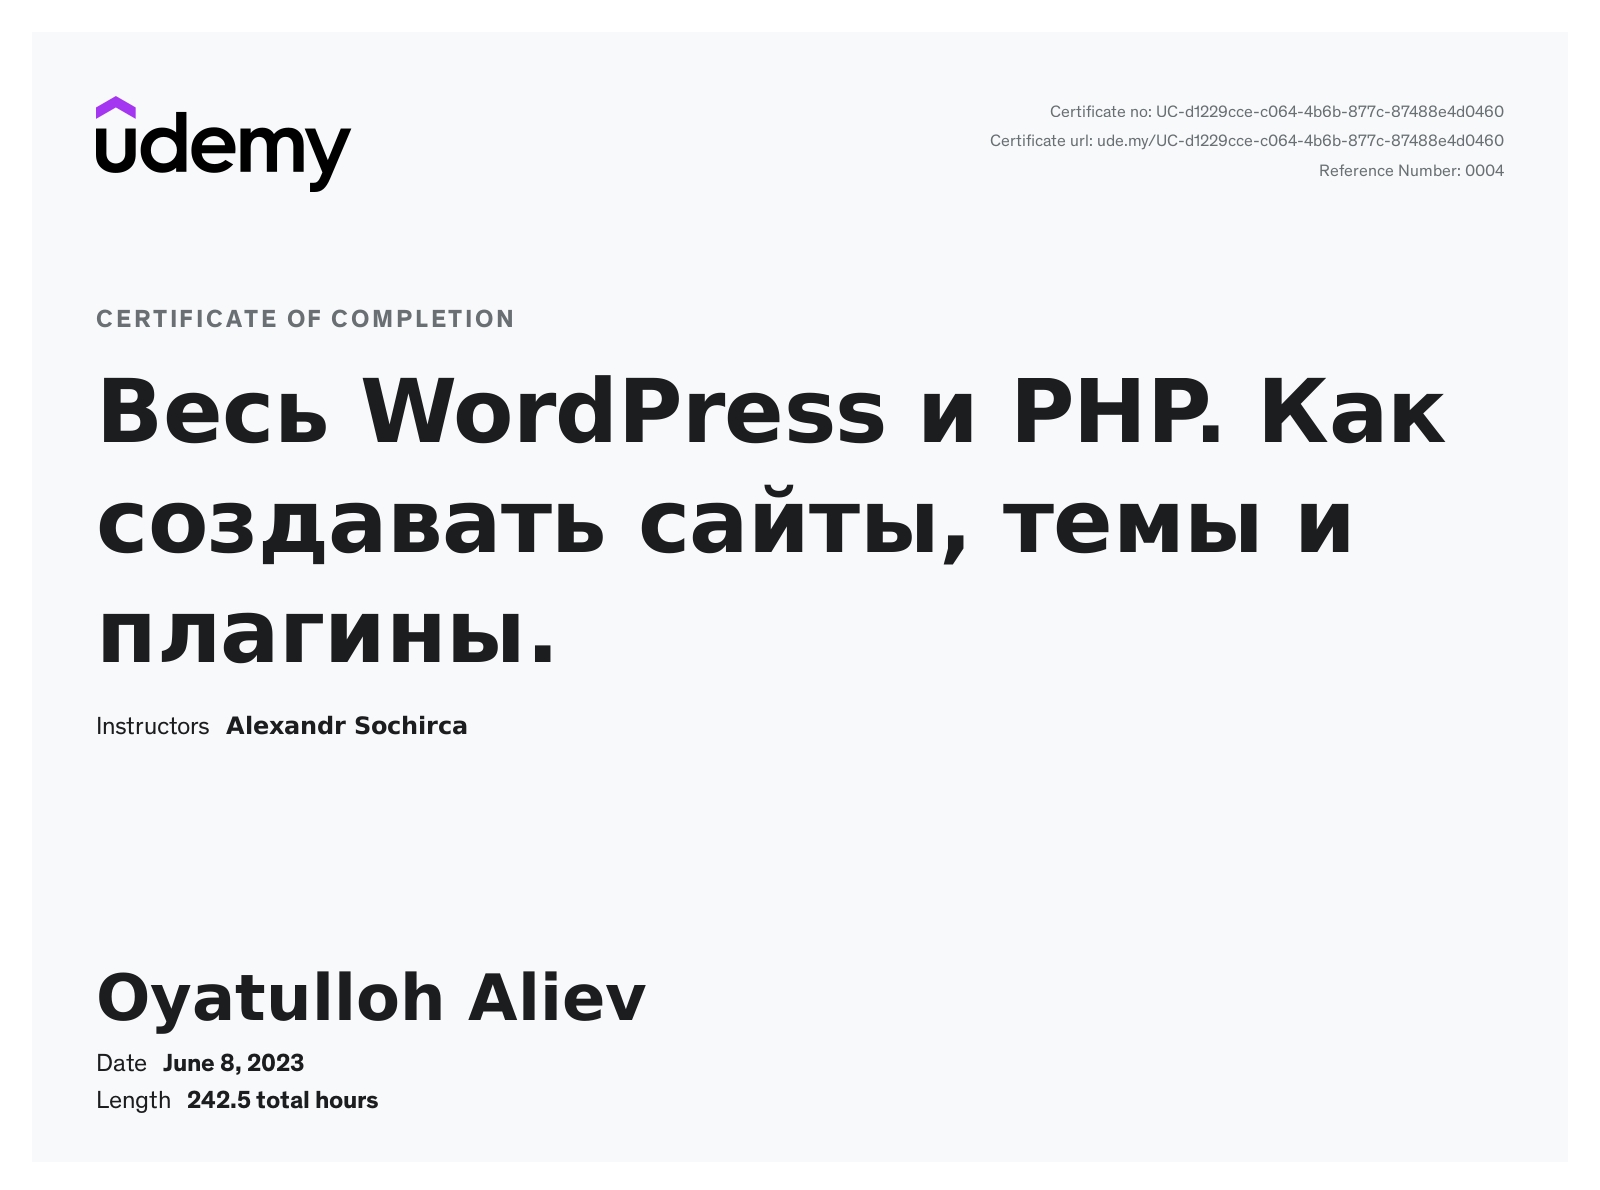 udemy
Certificate no: UC-d1229cce-c064-4b6b-877c-87488e4d0460
Certificate url: ude.my/UC-d1229cce-c064-4b6b-877c-87488e4d0460
Reference Number: 0004
CERTIFICATE OF COMPLETION
Весь WordPress и PHP. Как
создавать сайты, темы и
плагины.
Instructors Alexandr Sochirca
Oyatulloh Aliev
Date June 8, 2023
Length 242.5 total hours